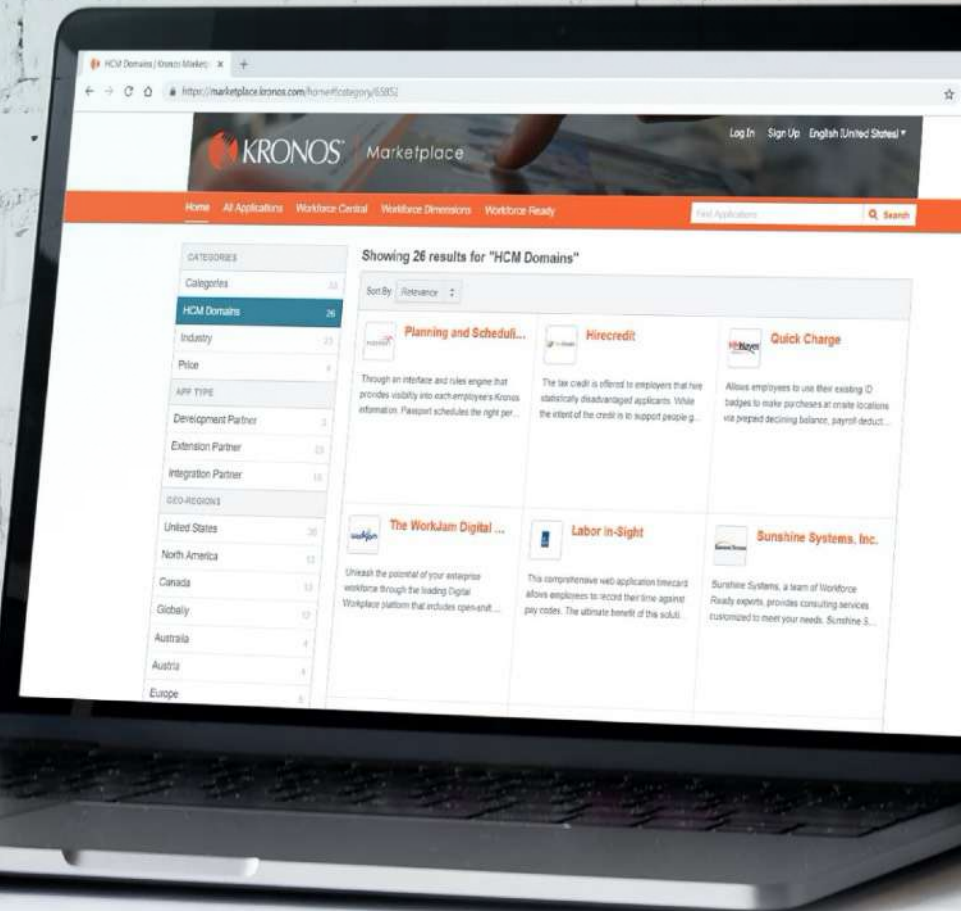 HCM Domains | Kronos Marketp
https://marketplace.kronos.com/home#category/6585
KRONOS Marketplace
Log In Sign Up English (United States)
Home All Applications Workforce Central Workforce Dimensions Workforce Ready
Find Applications
Search
CATEGORIES
Categories
HCM Domains 26
Industry
Price
APP TYPE
Development Partner
Extension Partner
Integration Partner
GEO-REGIONS
United States
North America
Canada
Globally
Australia
Austria
Europe
Showing 26 results for "HCM Domains"
Sort By Relevance
Planning and Scheduli...
Through an interface and rules engine that
provides visibility into each employee's Kronos
information. Passport schedules the right per...
Hirecredit
The tax credit is offered to employers that hire
statistically disadvantaged applicants. While
the intent of the credit is to support people g...
Quick Charge
Allows employees to use their existing ID
badges to make purchases at onsite locations
via prepaid declining balance, payroll deduct...
workjam
The WorkJam Digital ...
Unleash the potential of your enterprise
workforce through the leading Digital
Workplace platform that includes open-shift ...
Labor In-Sight
This comprehensive web application timecard
allows employees to record their time against
pay codes. The ultimate benefit of this soluti...
Sunshine Systems, Inc.
Sunshine Systems, a team of Workforce
Ready experts, provides consulting services
customized to meet your needs. Sunshine S...